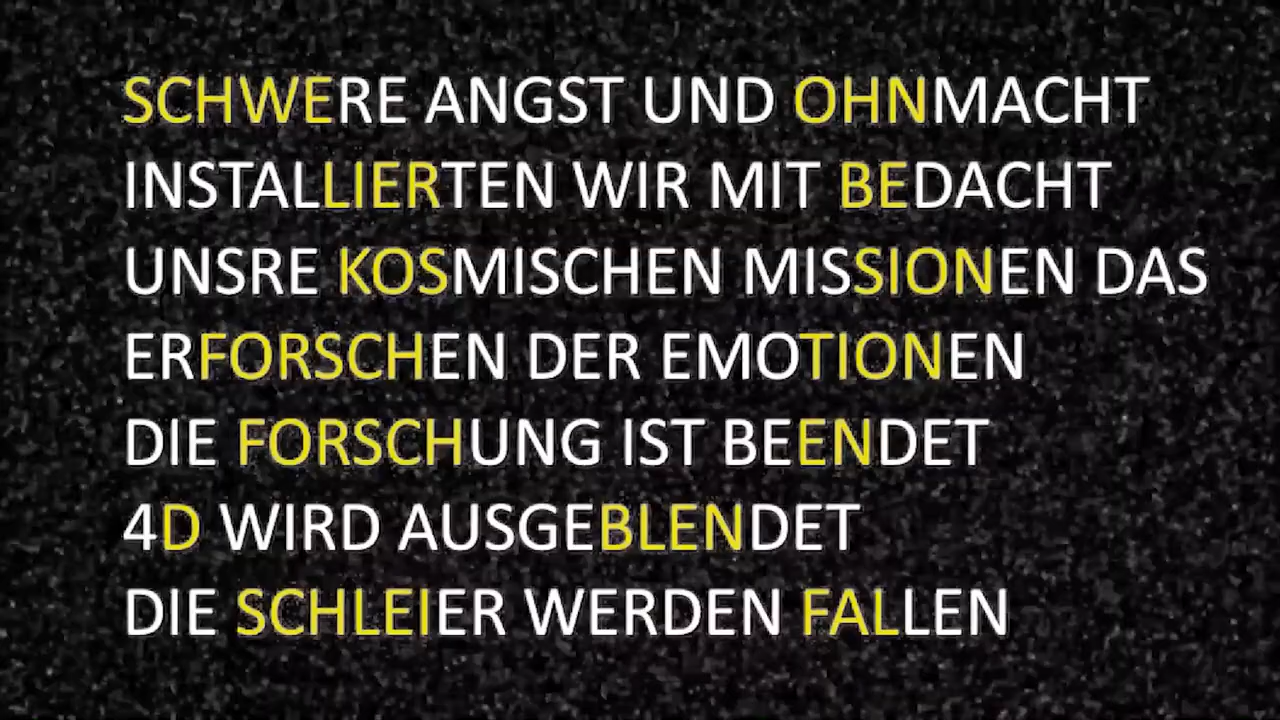 SCHWERE ANGST UND OHNMACHT
INSTALLIERTEN WIR MIT BEDACHT
UNSRE KOSMISCHEN MISSIONEN DAS
ERFORSCHEN DER EMOTIONEN
DIE FORSCHUNG IST BEENDET
4D WIRD AUSGEBLENDET
DIE SCHLEIER WERDEN FALLEN